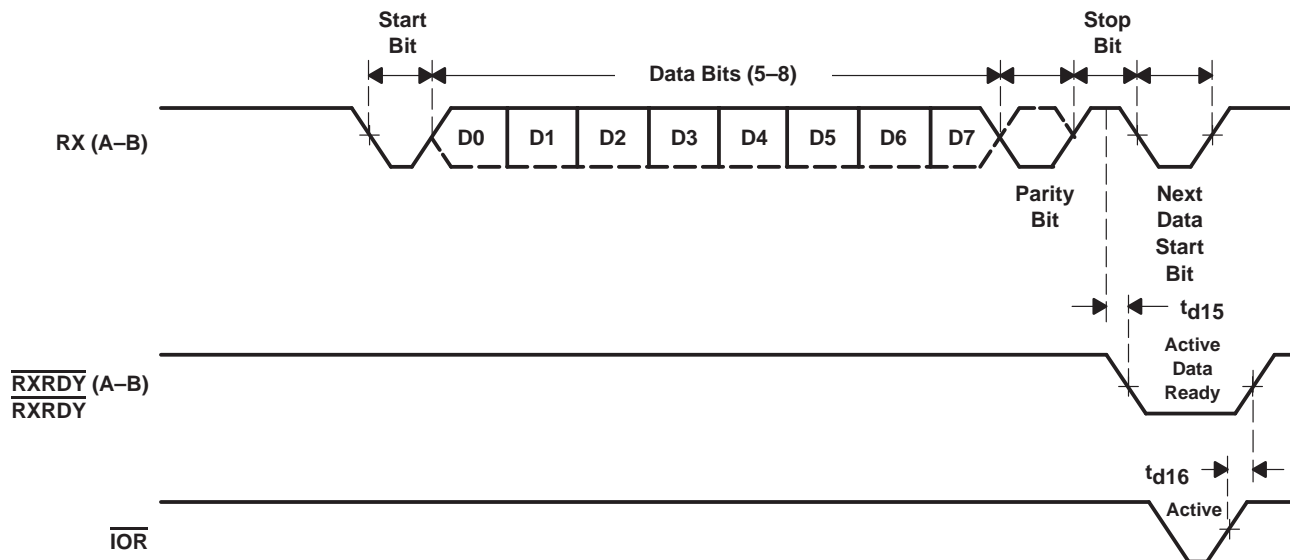 Start
Bit
Data Bits (5–8)
Stop
Bit
RX (A–B)
D0 D1 D2 D3 D4 D5 D6 D7
Parity
Bit
Next
Data
Start
Bit
td15
RXRDY (A–B)
RXRDY
Active
Data
Ready
td16
IOR
Active